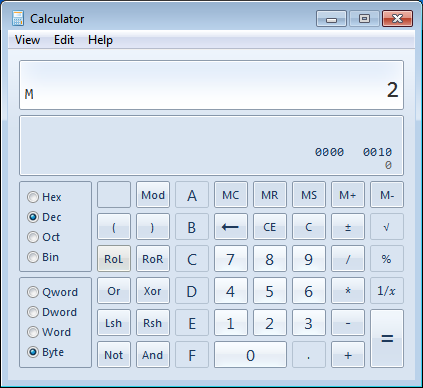 Calculator
View Edit Help
M 2
0000 0010
0
Hex Mod A MC MR MS M+ M-
Dec ( ) B ← CE C ± √
Oct RoL RoR C 7 8 9 / %
Bin
Qword Or Xor D 4 5 6 * 1/x
Dword
Word Lsh Rsh E 1 2 3 - =
Byte Not And F 0 . +